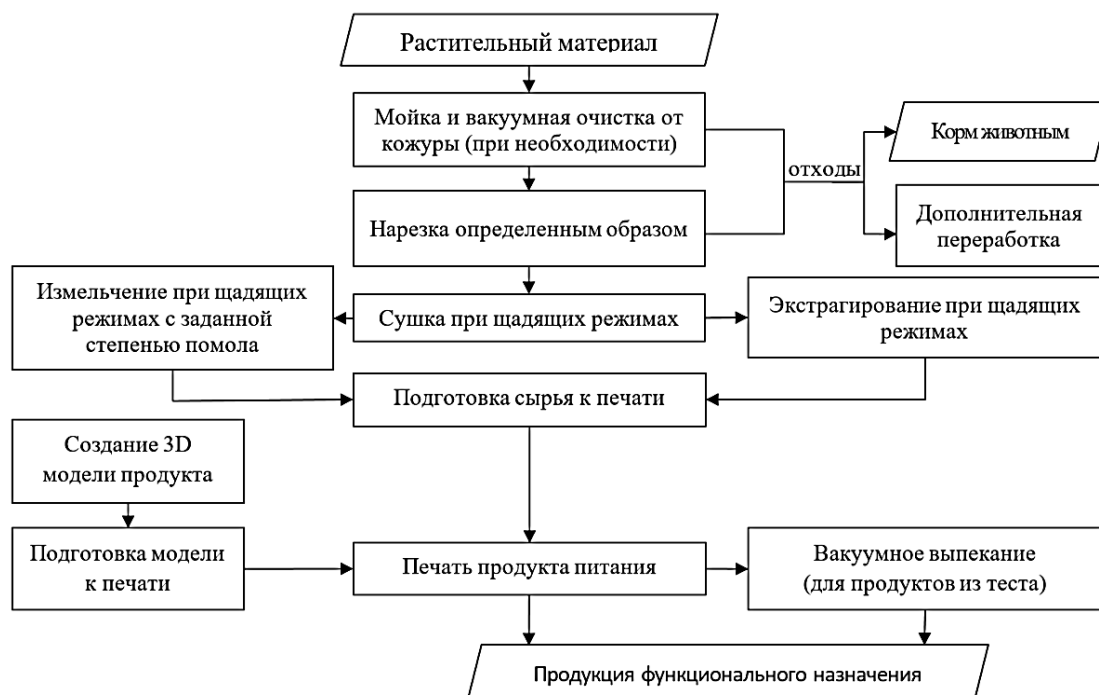 Растительный материал
Мойка и вакуумная очистка от
кожуры (при необходимости)
Корм животным
отходы
Нарезка определенным образом
Дополнительная
переработка
Измельчение при щадящих
режимах с заданной
степенью помола
Сушка при щадящих режимах
Экстрагирование при щадящих
режимах
Подготовка сырья к печати
Создание 3D
модели продукта
Подготовка модели
к печати
Печать продукта питания
Вакуумное выпекание
(для продуктов из теста)
Продукция функционального назначения